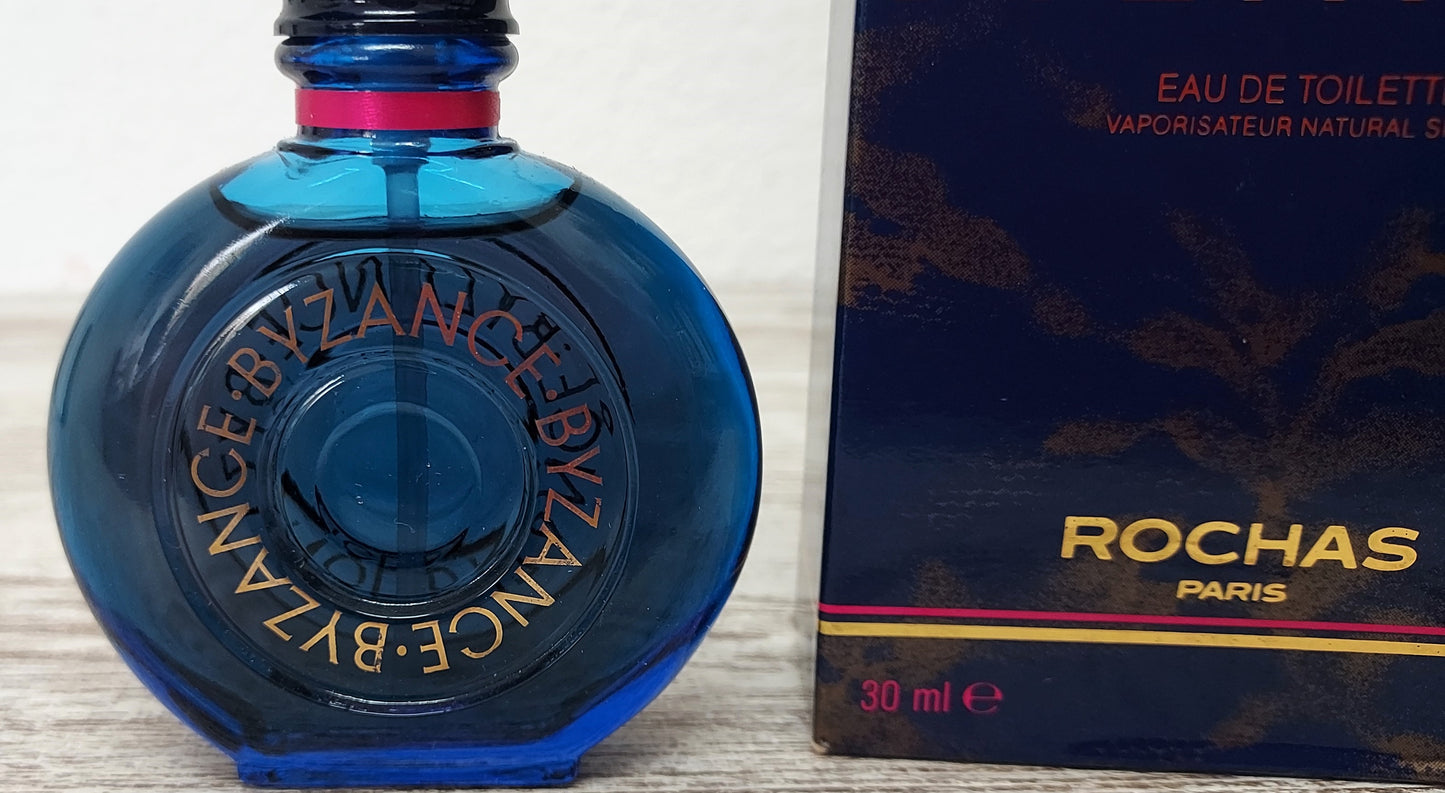 BYZANCE · BYZANCE · BYZANCE ·
EAU DE TOILETT
VAPORISATEUR NATURAL S
ROCHAS
PARIS
30 ml ℮